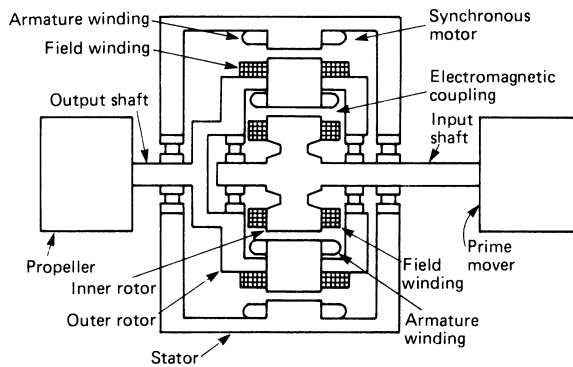 Armature winding
Field winding
Output shaft
Synchronous
motor
Electromagnetic
coupling
Input
shaft
Propeller
Inner rotor
Outer rotor
Stator
Prime
mover
Field
winding
Armature
winding